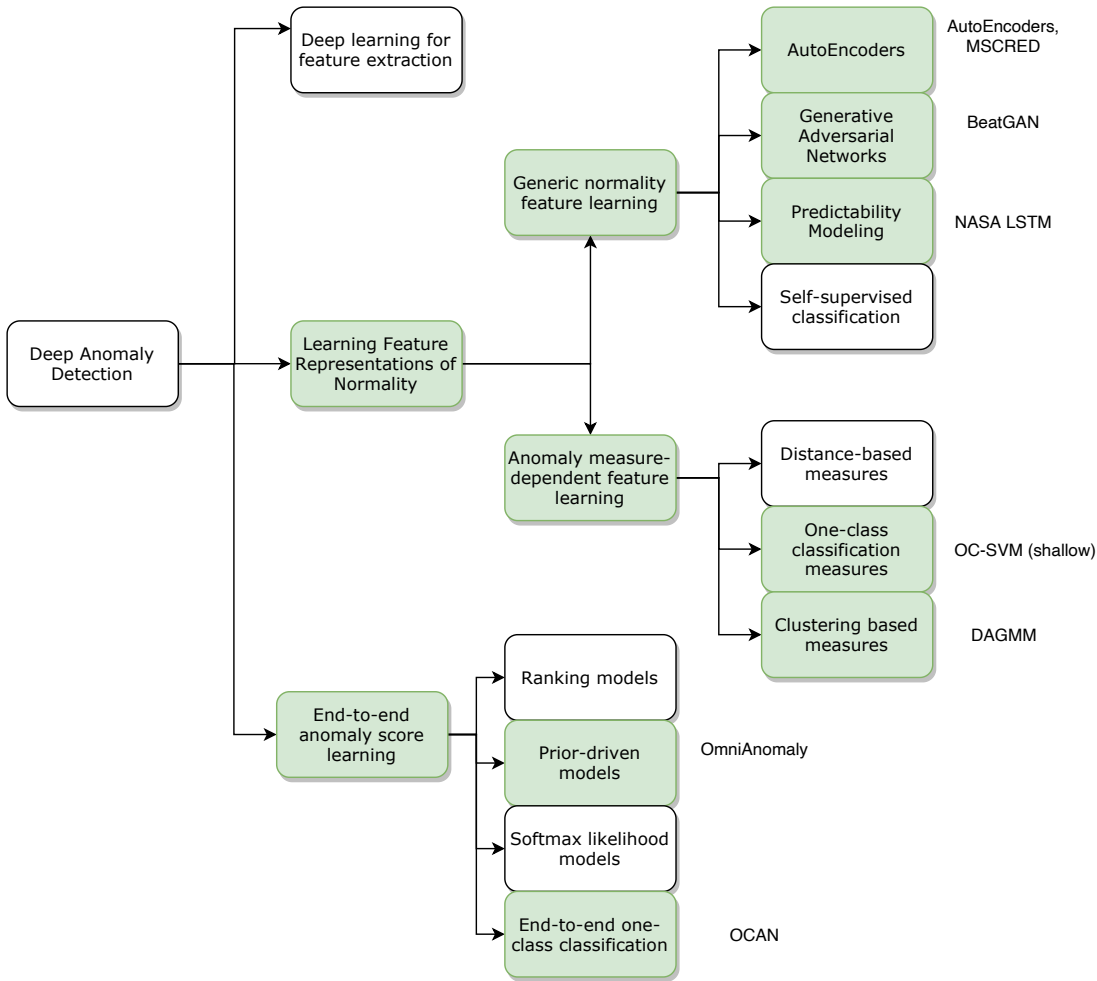 Deep learning for
feature extraction
AutoEncoders
AutoEncoders,
MSCRED
Generative
Adversarial
Networks
BeatGAN
Generic normality
feature learning
Predictability
Modeling
NASA LSTM
Self-supervised
classification
Deep Anomaly
Detection
Learning Feature
Representations of
Normality
Anomaly measure-
dependent feature
learning
Distance-based
measures
One-class
classification
measures
OC-SVM (shallow)
Clustering based
measures
DAGMM
End-to-end
anomaly score
learning
Ranking models
Prior-driven
models
OmniAnomaly
Softmax likelihood
models
End-to-end one-
class classification
OCAN